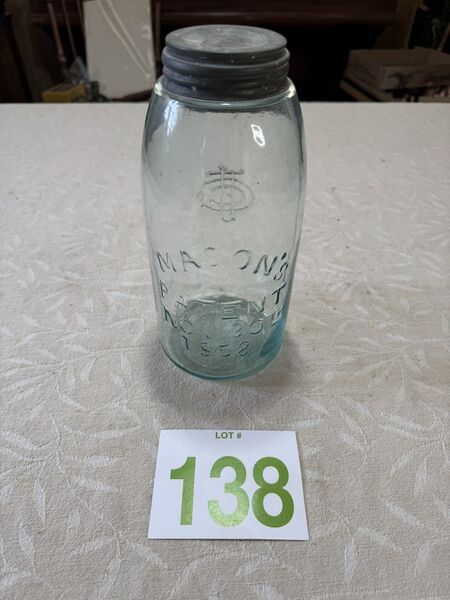 MASON'S
PATENT
NOV 30TH
1858
LOT #
138